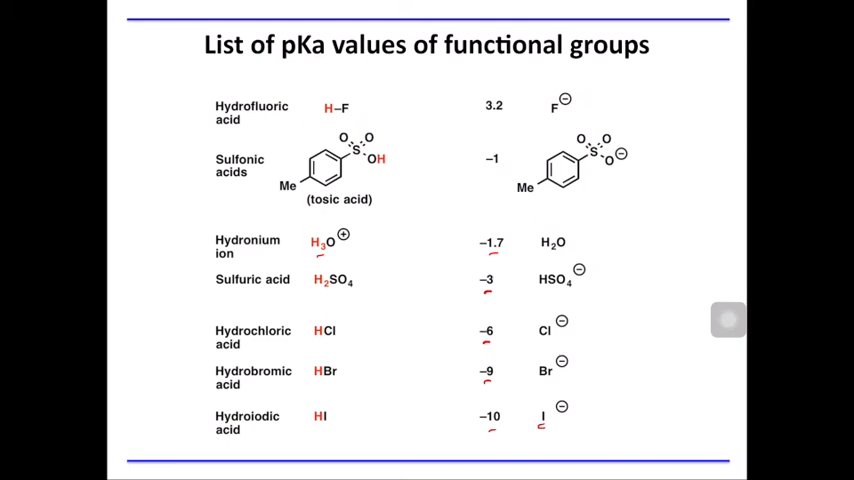 List of pKa values of functional groups
Hydrofluoric acid H–F 3.2 F⊖
Sulfonic acids O O S OH Me (tosic acid) –1 O O S O⊖ Me
Hydronium ion H₃O⊕ –1.7 H₂O
Sulfuric acid H₂SO₄ –3 HSO₄⊖
Hydrochloric acid HCl –6 Cl⊖
Hydrobromic acid HBr –9 Br⊖
Hydroiodic acid HI –10 I⊖